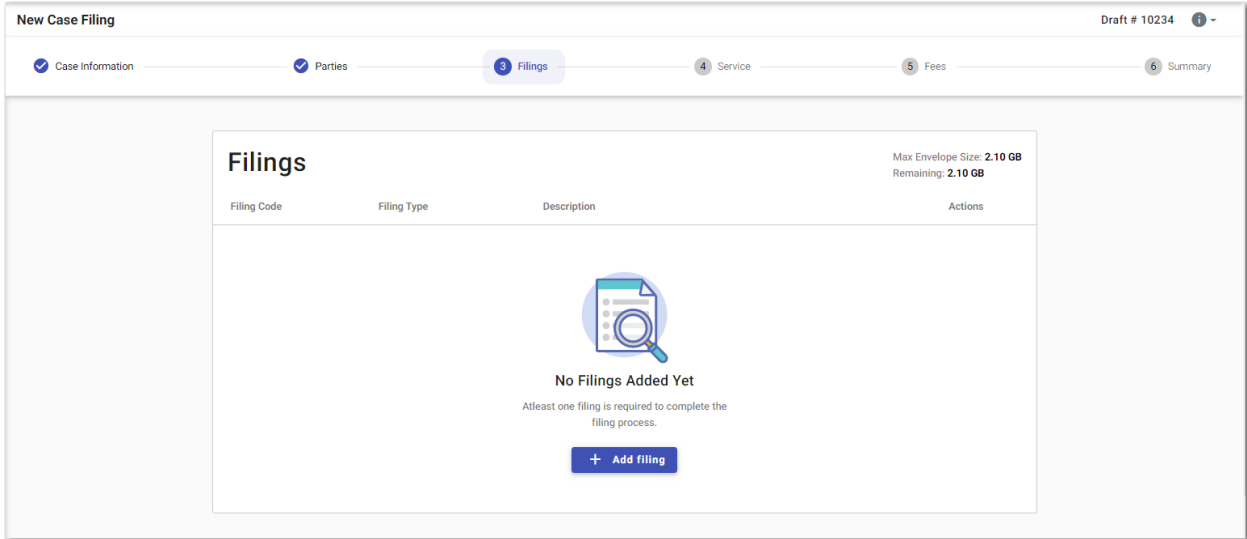 New Case Filing
Draft # 10234
Case Information
Parties
3 Filings
4 Service
5 Fees
6 Summary
Filings
Max Envelope Size: 2.10 GB
Remaining: 2.10 GB
Filing Code Filing Type Description Actions
No Filings Added Yet
Atleast one filing is required to complete the
filing process.
+ Add filing